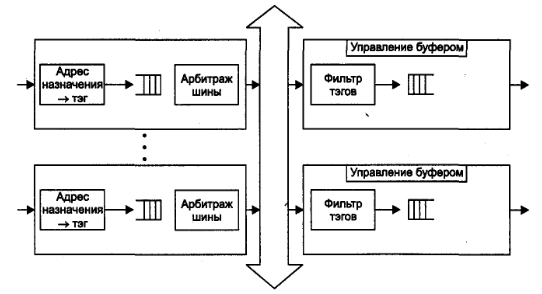 Управление буфером
Адрес
назначения
→ тэг
Арбитраж
шины
Фильтр
тэгов
Управление буфером
Адрес
назначения
→ тэг
Арбитраж
шины
Фильтр
тэгов